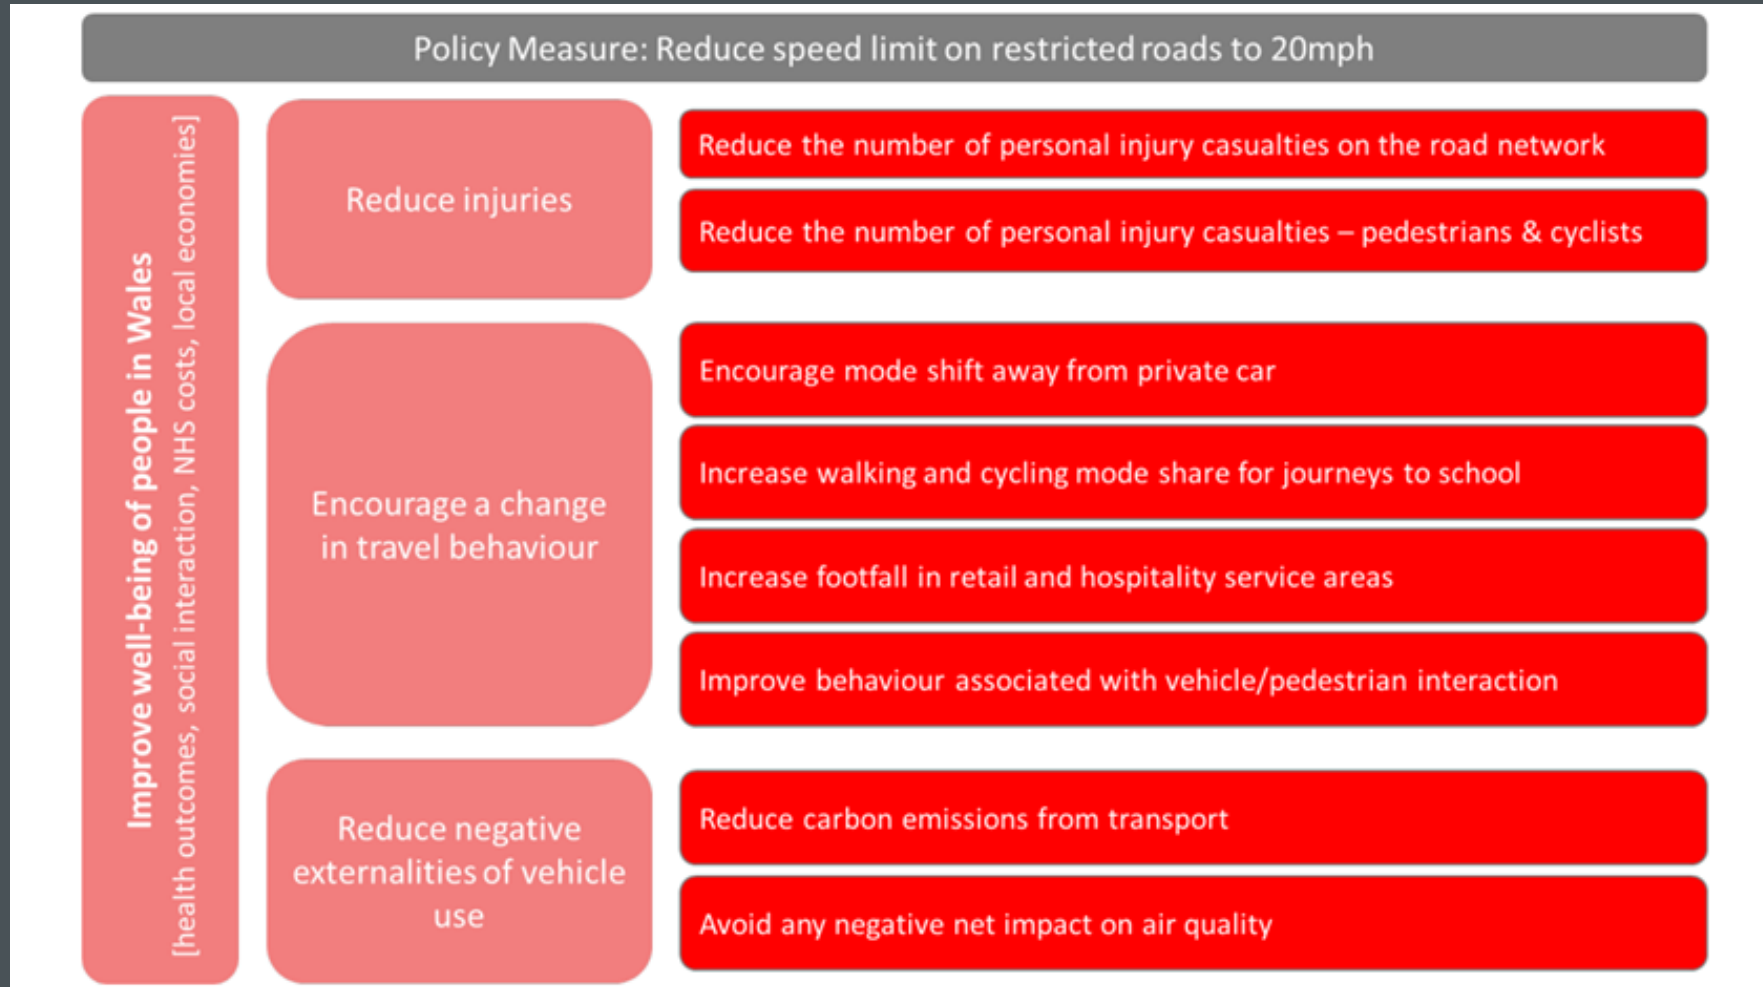 Policy Measure: Reduce speed limit on restricted roads to 20mph
Improve well-being of people in Wales
[health outcomes, social interaction, NHS costs, local economies]
Reduce injuries
Reduce the number of personal injury casualties on the road network
Reduce the number of personal injury casualties – pedestrians & cyclists
Encourage a change
in travel behaviour
Encourage mode shift away from private car
Increase walking and cycling mode share for journeys to school
Increase footfall in retail and hospitality service areas
Improve behaviour associated with vehicle/pedestrian interaction
Reduce negative
externalities of vehicle
use
Reduce carbon emissions from transport
Avoid any negative net impact on air quality